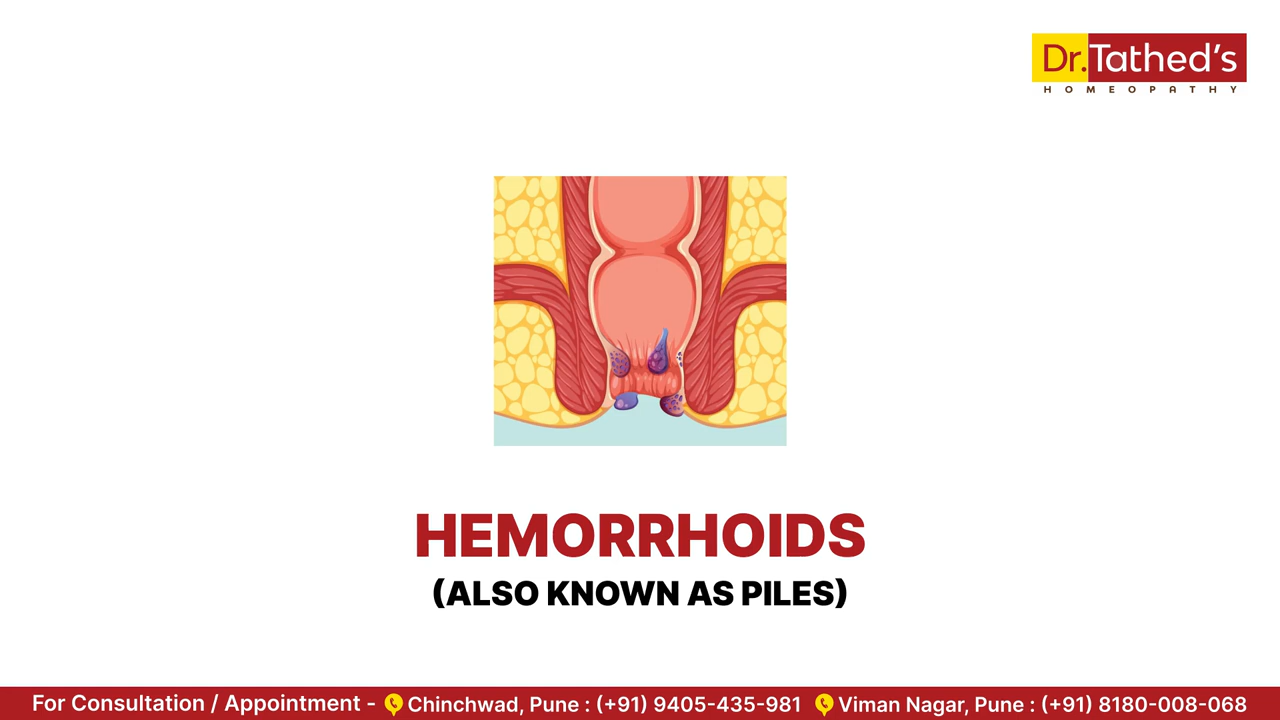 Dr.Tathed's
HOMEOPATHY
HEMORRHOIDS
(ALSO KNOWN AS PILES)
For Consultation / Appointment - Chinchwad, Pune : (+91) 9405-435-981 Viman Nagar, Pune : (+91) 8180-008-068